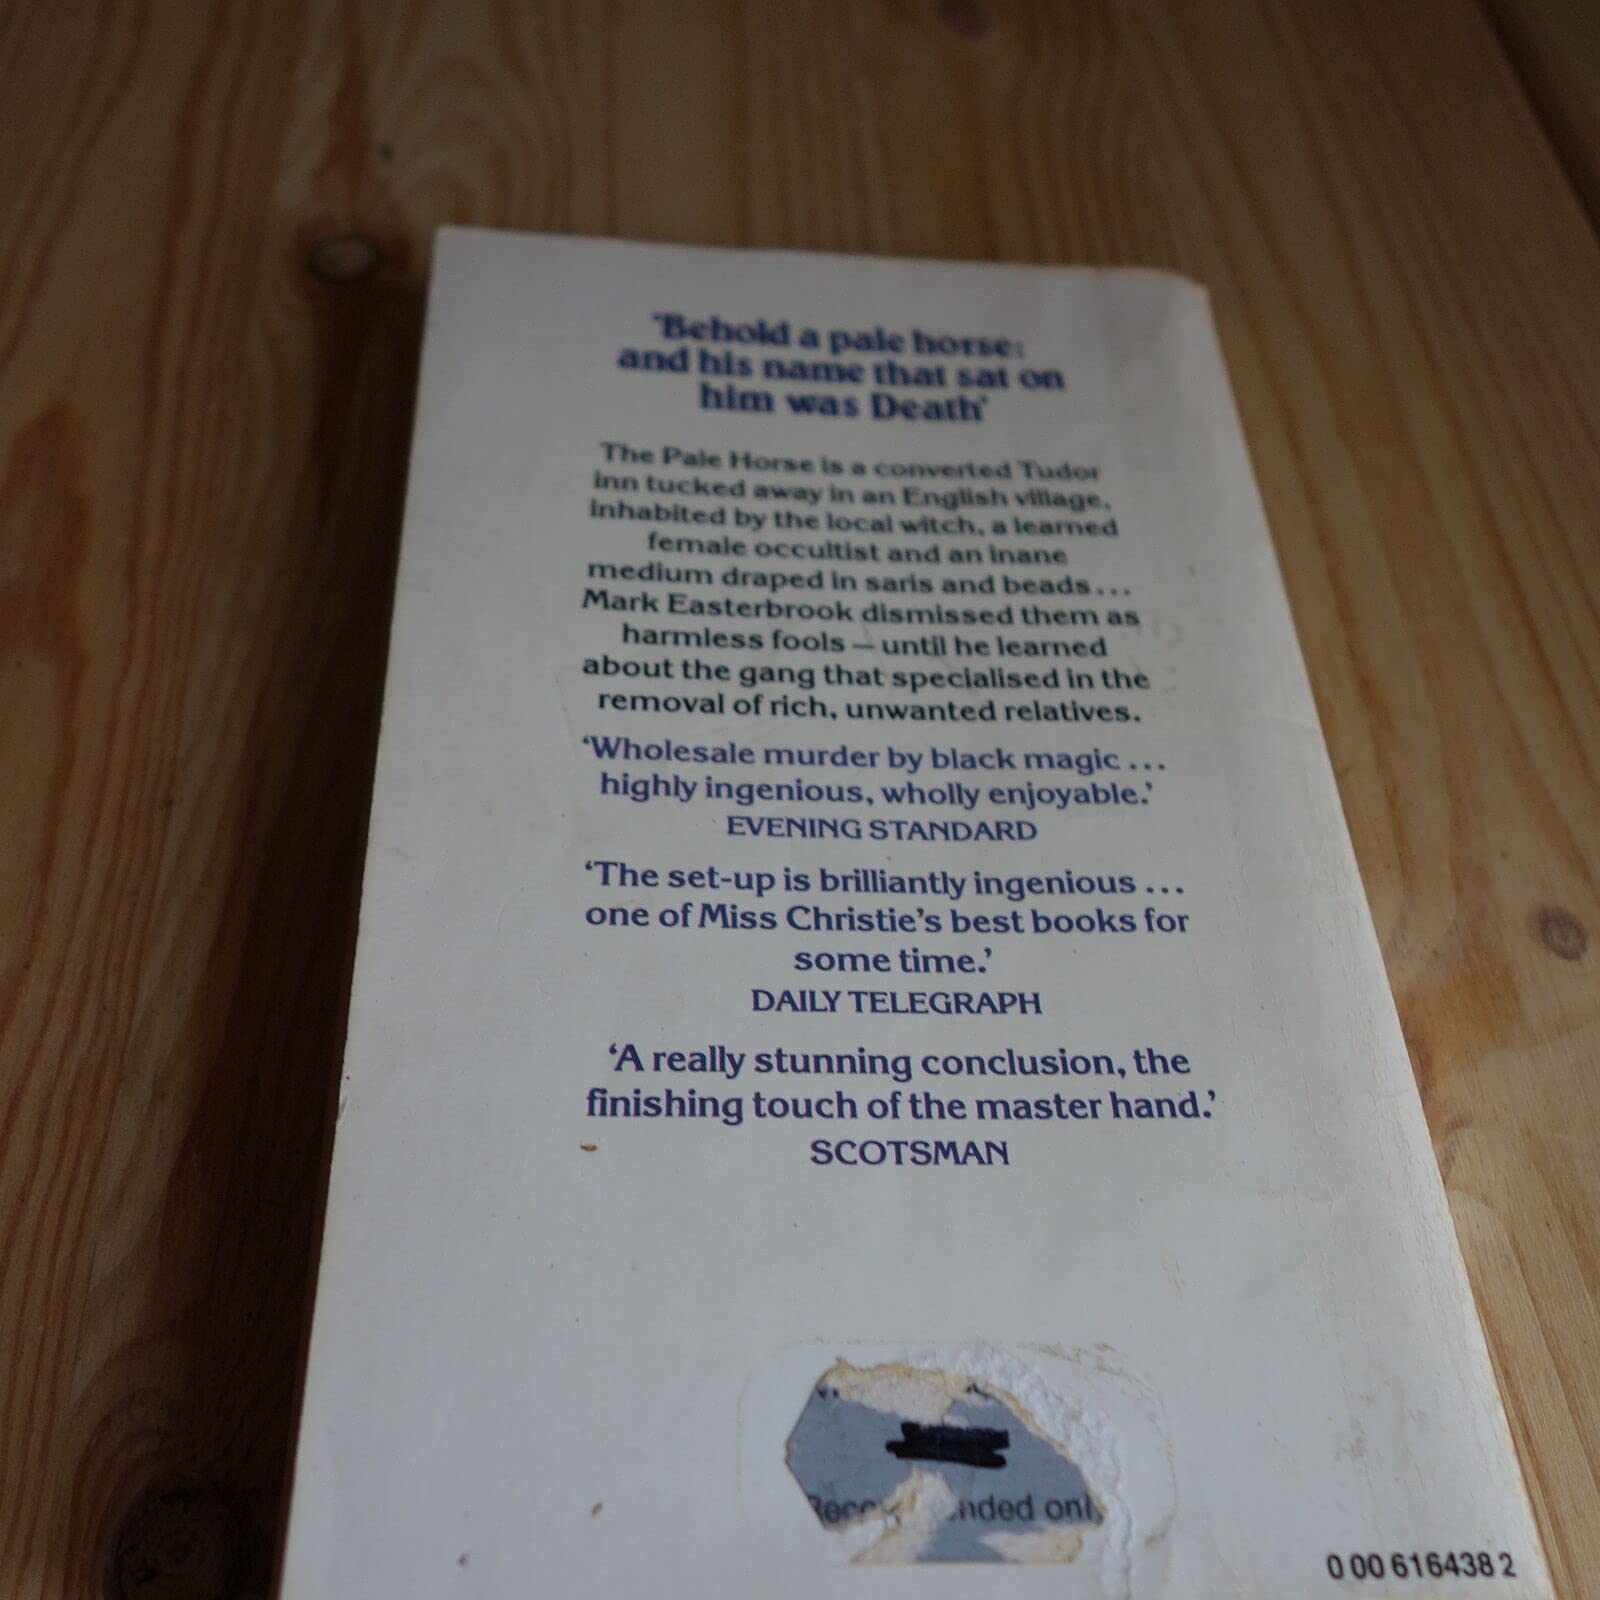 ‘Behold a pale horse:
and his name that sat on
him was Death’
The Pale Horse is a converted Tudor
inn tucked away in an English village,
inhabited by the local witch, a learned
female occultist and an inane
medium draped in saris and beads...
Mark Easterbrook dismissed them as
harmless fools – until he learned
about the gang that specialised in the
removal of rich, unwanted relatives.
‘Wholesale murder by black magic ...
highly ingenious, wholly enjoyable.’
EVENING STANDARD
‘The set-up is brilliantly ingenious ...
one of Miss Christie’s best books for
some time.’
DAILY TELEGRAPH
‘A really stunning conclusion, the
finishing touch of the master hand.’
SCOTSMAN
nded only
0 00 616438 2